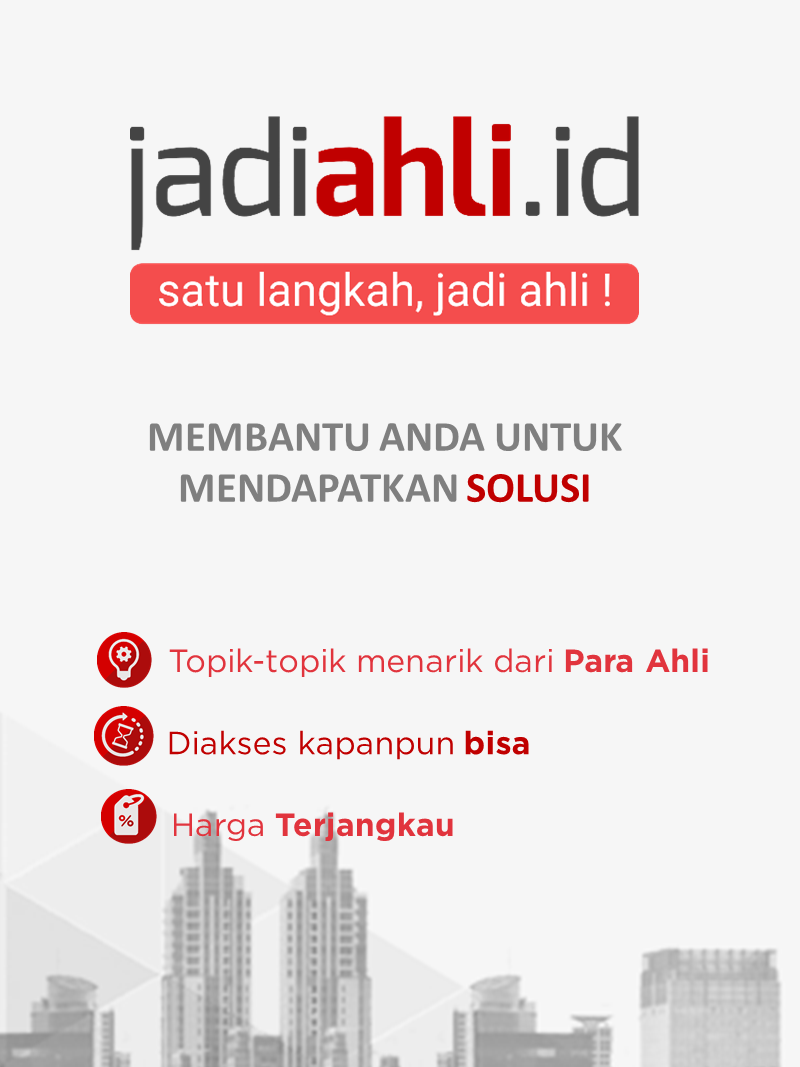 jadiahli.id
satu langkah, jadi ahli !
MEMBANTU ANDA UNTUK
MENDAPATKAN SOLUSI
Topik-topik menarik dari Para Ahli
Diakses kapanpun bisa
%
Harga Terjangkau